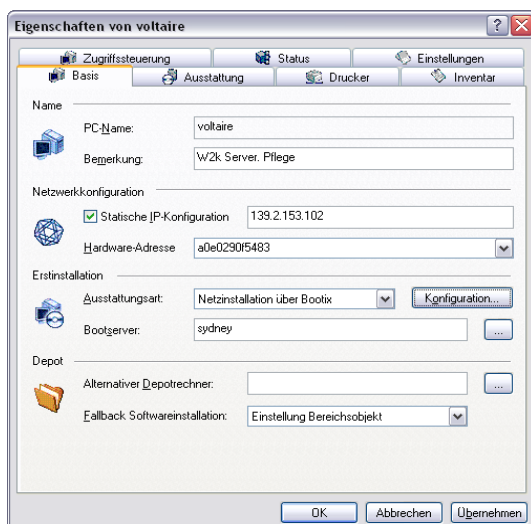 Eigenschaften von voltaire
Zugriffssteuerung Status Einstellungen
Basis Ausstattung Drucker Inventar
Name
PC-Name: voltaire
Bemerkung: W2k Server. Pflege
Netzwerkkonfiguration
Statische IP-Konfiguration 139.2.153.102
Hardware-Adresse a0e0290f5483
Erstinstallation
Ausstattungsart: Netzinstallation über Bootix Konfiguration...
Bootserver: sydney ...
Depot
Alternativer Depotrechner: ...
Fallback Softwareinstallation: Einstellung Bereichsobjekt
OK Abbrechen Übernehmen